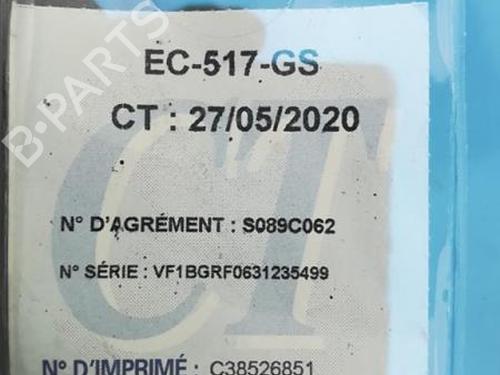 EC-517-GS
CT : 27/05/2020
CT
N° D'AGRÉMENT : S089C062
N° SÉRIE : VF1BGRF0631235499
N° D'IMPRIMÉ : C38526851
B-PARTS